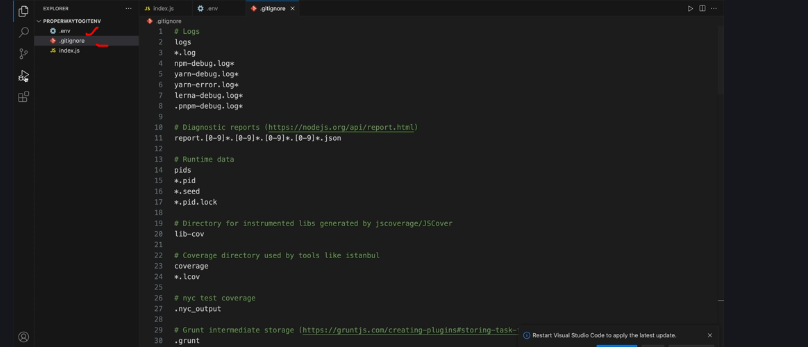 EXPLORER
PROPERWAYTOGITENV
.env
.gitignore
JS index.js
JS index.js
.env
.gitignore
.gitignore
1 # Logs
2 logs
3 *.log
4 npm-debug.log*
5 yarn-debug.log*
6 yarn-error.log*
7 lerna-debug.log*
8 .pnpm-debug.log*
9
10 # Diagnostic reports (https://nodejs.org/api/report.html)
11 report.[0-9]*.[0-9]*.[0-9]*.[0-9]*.json
12
13 # Runtime data
14 pids
15 *.pid
16 *.seed
17 *.pid.lock
18
19 # Directory for instrumented libs generated by jscoverage/JSCover
20 lib-cov
21
22 # Coverage directory used by tools like istanbul
23 coverage
24 *.lcov
25
26 # nyc test coverage
27 .nyc_output
28
29 # Grunt intermediate storage (https://gruntjs.com/creating-plugins#storing-task-
30 .grunt
Restart Visual Studio Code to apply the latest update.